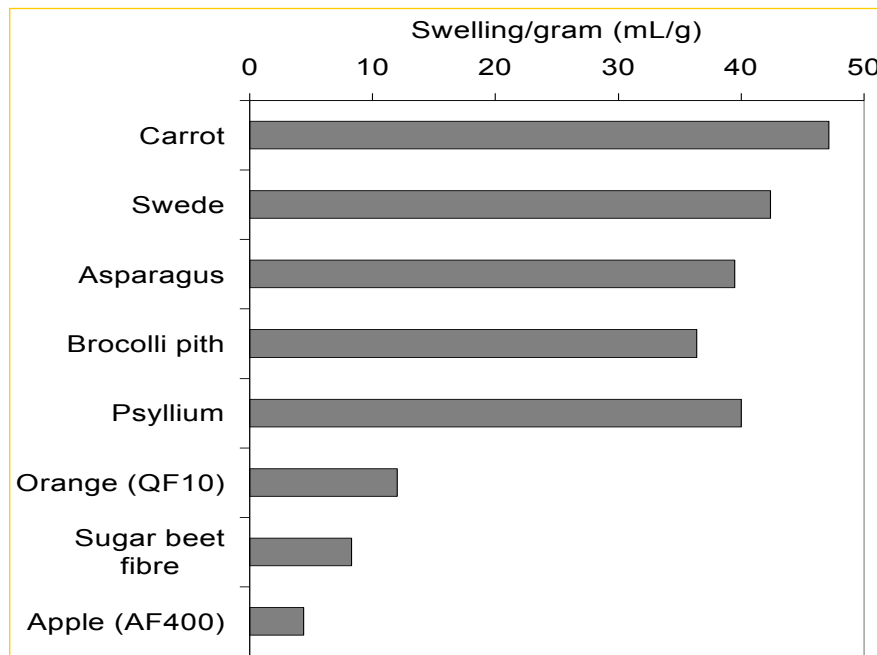 Swelling/gram (mL/g)
0 10 20 30 40 50
Carrot
Swede
Asparagus
Brocolli pith
Psyllium
Orange (QF10)
Sugar beet
fibre
Apple (AF400)